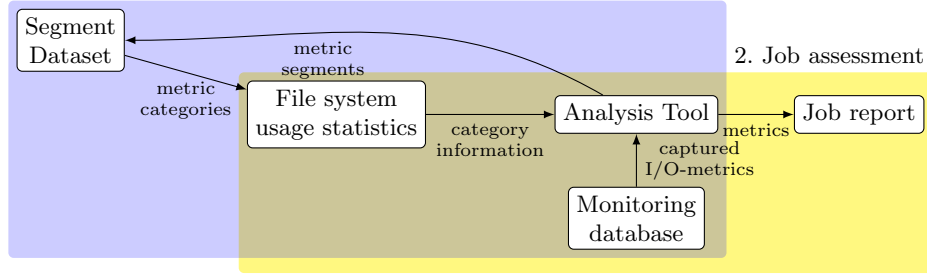 Segment
Dataset
metric
segments
2. Job assessment
metric
categories
File system
usage statistics
category
information
Analysis Tool
metrics
Job report
captured
I/O-metrics
Monitoring
database